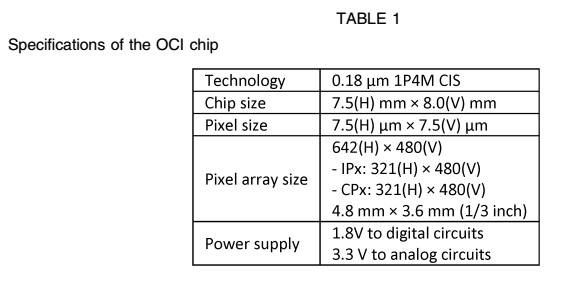 TABLE 1
Specifications of the OCI chip
Technology 0.18 µm 1P4M CIS
Chip size 7.5(H) mm × 8.0(V) mm
Pixel size 7.5(H) µm × 7.5(V) µm
Pixel array size 642(H) × 480(V)
- IPx: 321(H) × 480(V)
- CPx: 321(H) × 480(V)
4.8 mm × 3.6 mm (1/3 inch)
Power supply 1.8V to digital circuits
3.3 V to analog circuits